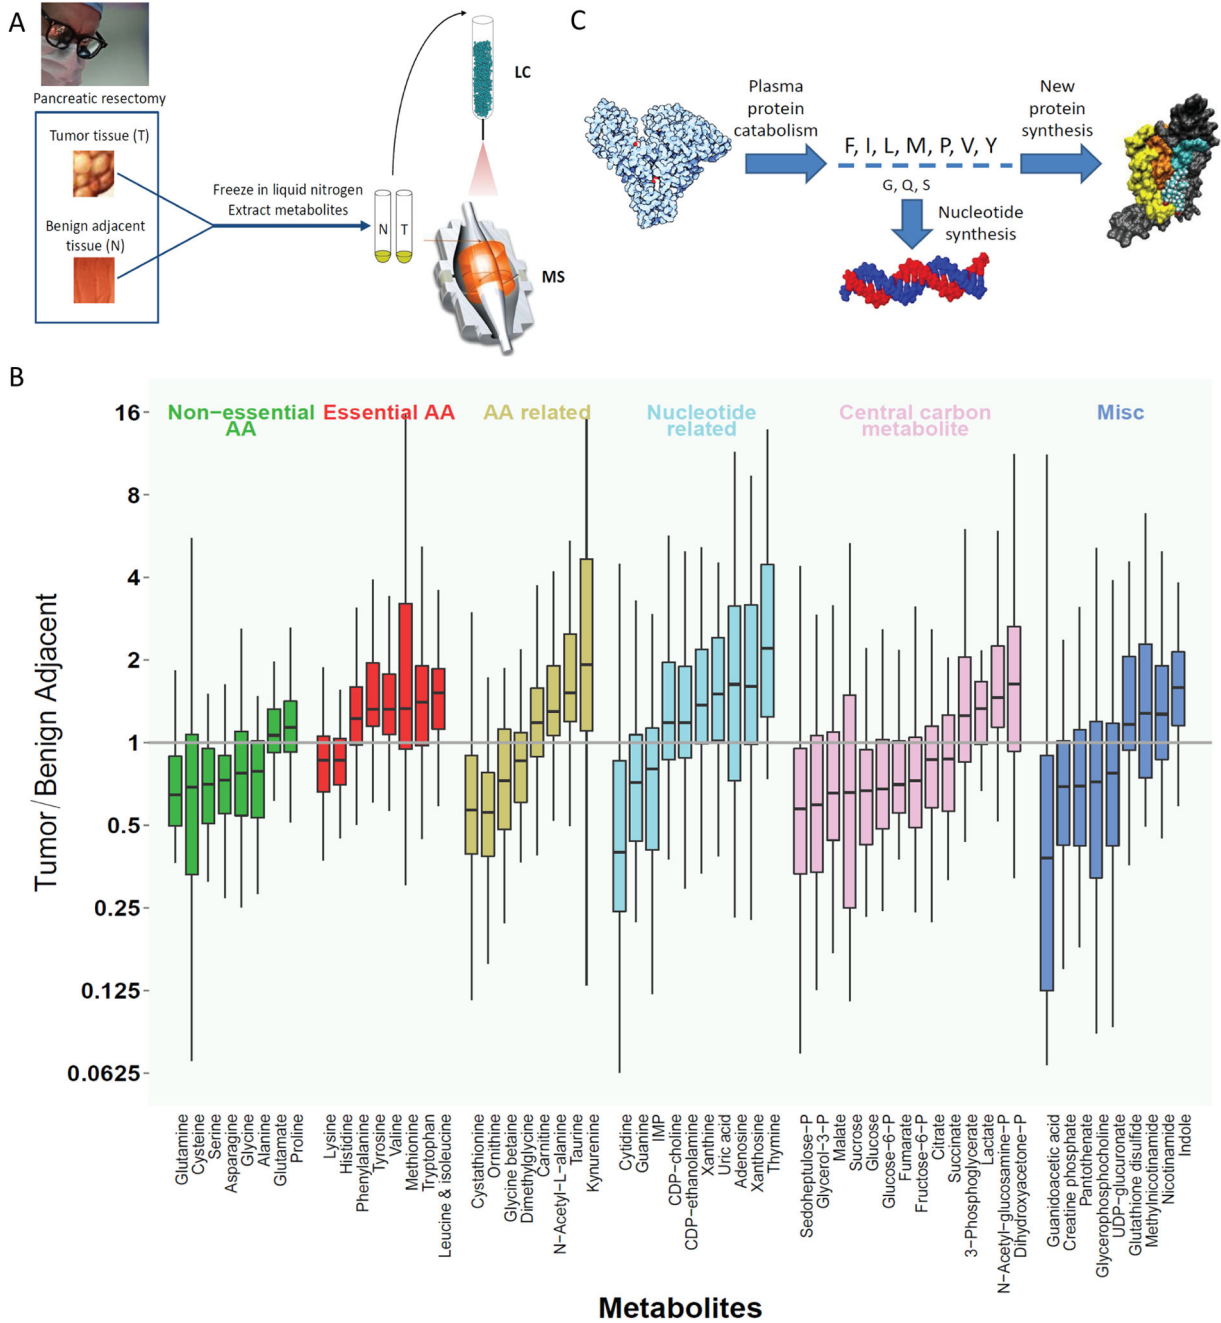 A
Pancreatic resectomy
Tumor tissue (T)
Benign adjacent
tissue (N)
Freeze in liquid nitrogen
Extract metabolites
N T
LC
MS
C
Plasma
protein
catabolism
F, I, L, M, P, V, Y
G, Q, S
New
protein
synthesis
Nucleotide
synthesis
B
Non-essential
AA
Essential AA
AA related
Nucleotide
related
Central carbon
metabolite
Misc
Tumor/Benign Adjacent
16
8
4
2
1
0.5
0.25
0.125
0.0625
Glutamine
Cysteine
Serine
Asparagine
Glycine
Alanine
Glutamate
Proline
Lysine
Histidine
Phenylalanine
Tyrosine
Valine
Methionine
Tryptophan
Leucine & isoleucine
Cystathionine
Ornithine
Glycine betaine
Dimethylglycine
Carnitine
N-Acetyl-L-alanine
Taurine
Kynurenine
Cytidine
Guanine
IMP
CDP-choline
CDP-ethanolamine
Xanthine
Uric acid
Adenosine
Xanthosine
Thymine
Sedoheptulose-P
Glycerol-3-P
Malate
Sucrose
Glucose
Glucose-6-P
Fumarate
Fructose-6-P
Citrate
Succinate
3-Phosphoglycerate
Lactate
N-Acetyl-glucosamine-P
Dihydroxyacetone-P
Guanidoacetic acid
Creatine phosphate
Pantothenate
Glycerophosphocholine
UDP-glucuronate
Glutathione disulfide
Methylnicotinamide
Nicotinamide
Indole
Metabolites